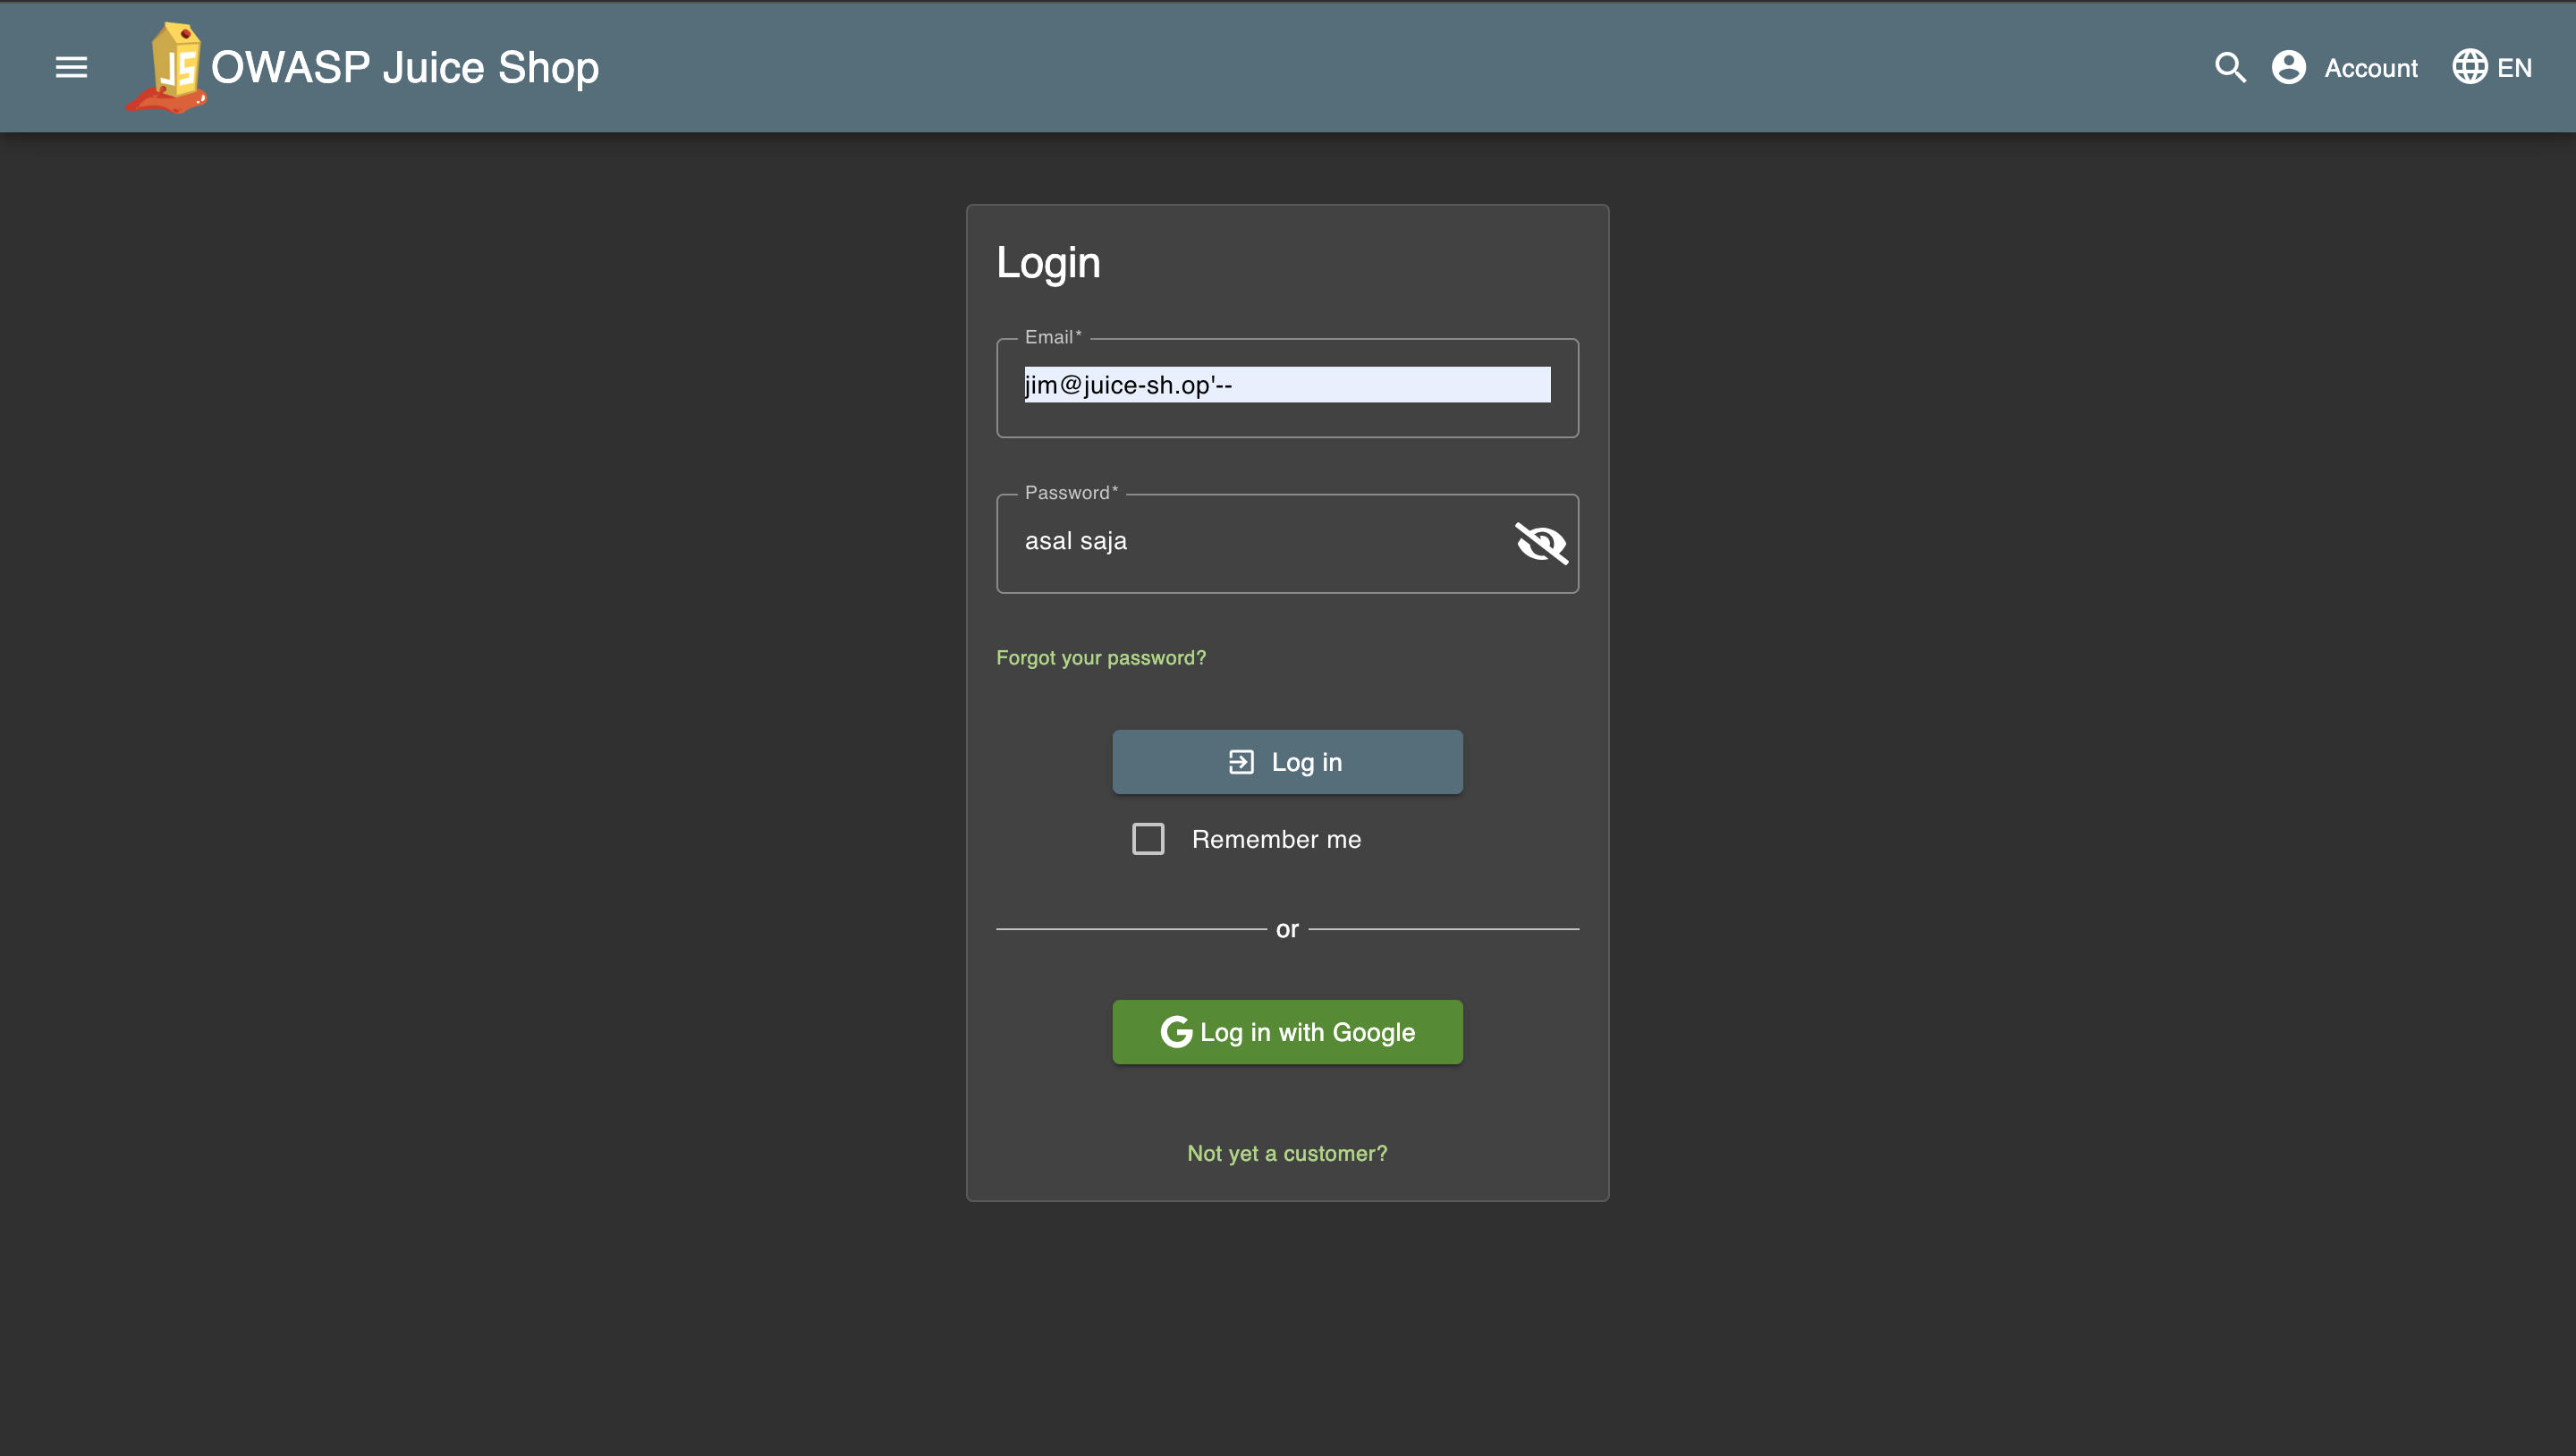 JS
OWASP Juice Shop
Account
EN
Login
Email*
jim@juice-sh.op'--
Password*
asal saja
Forgot your password?
Log in
Remember me
or
G Log in with Google
Not yet a customer?